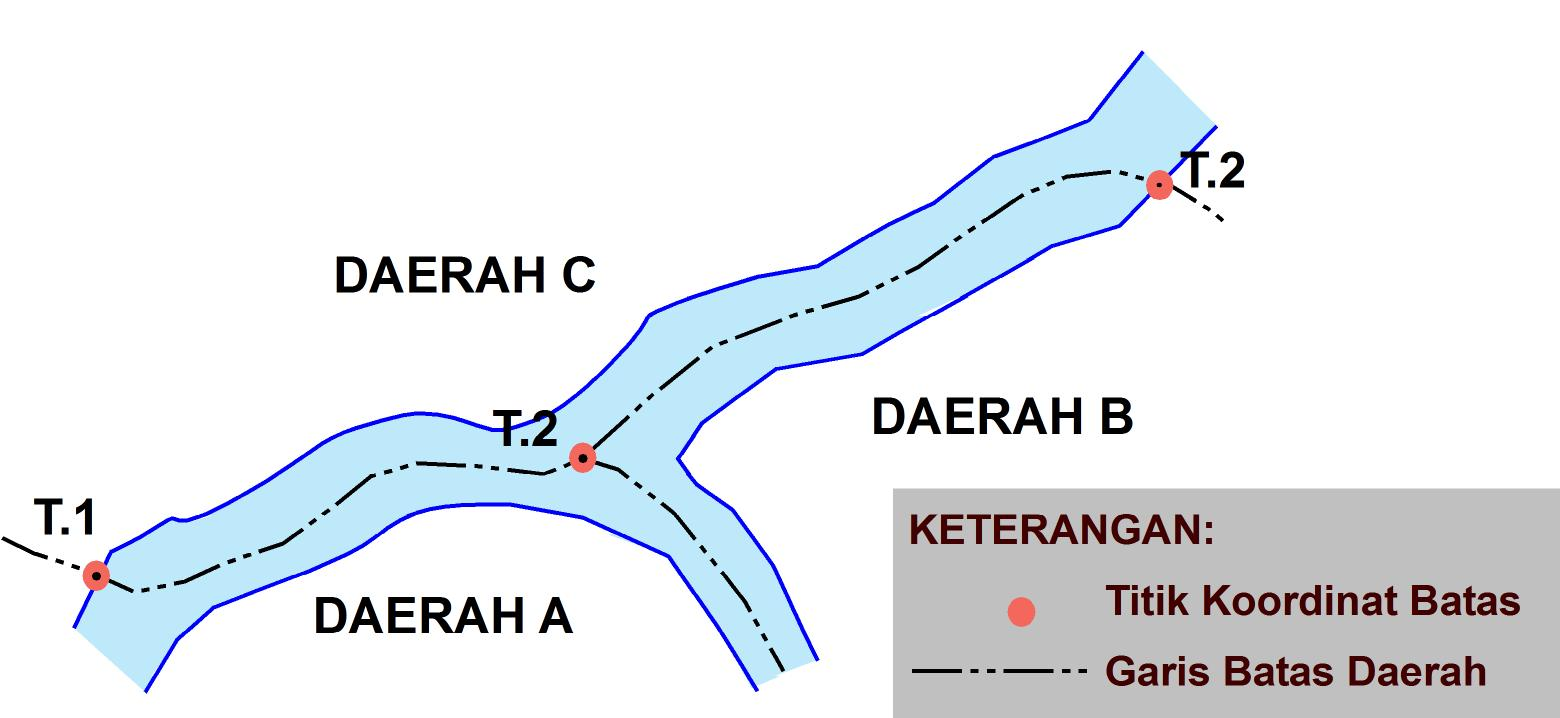 T.2
DAERAH C
DAERAH B
T.2
T.1
DAERAH A
KETERANGAN:
Titik Koordinat Batas
Garis Batas Daerah